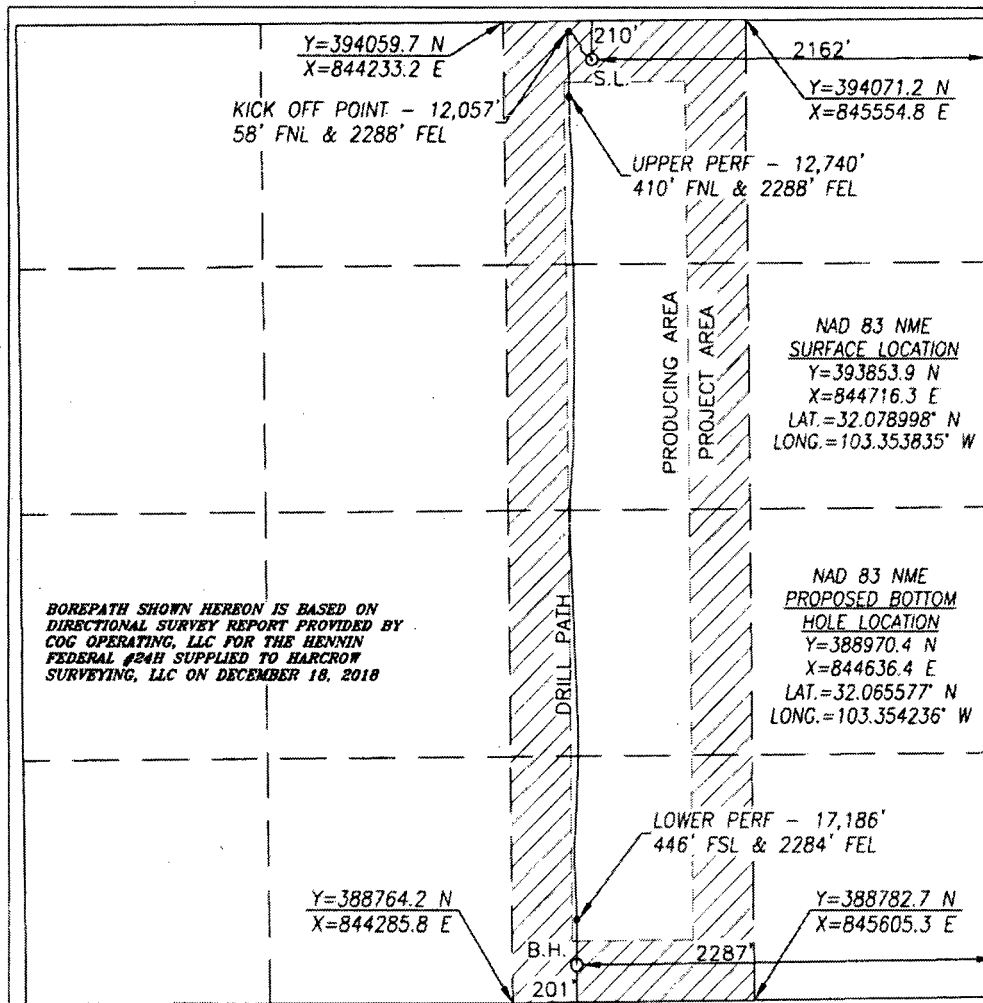 Y=394059.7 N
X=844233.2 E
210'
2162'
S.L.
Y=394071.2 N
X=845554.8 E
KICK OFF POINT - 12,057'
58' FNL & 2288' FEL
UPPER PERF - 12,740'
410' FNL & 2288' FEL
PRODUCING AREA
PROJECT AREA
NAD 83 NME
SURFACE LOCATION
Y=393853.9 N
X=844716.3 E
LAT.=32.078998° N
LONG.=103.353835° W
BOREPATH SHOWN HEREON IS BASED ON
DIRECTIONAL SURVEY REPORT PROVIDED BY
COG OPERATING, LLC FOR THE HENNIN
FEDERAL #24H SUPPLIED TO HARCROW
SURVEYING, LLC ON DECEMBER 18, 2018
DRILL PATH
NAD 83 NME
PROPOSED BOTTOM
HOLE LOCATION
Y=388970.4 N
X=844636.4 E
LAT.=32.065577° N
LONG.=103.354236° W
LOWER PERF - 17,186'
446' FSL & 2284' FEL
Y=388764.2 N
X=844285.8 E
Y=388782.7 N
X=845605.3 E
B.H.
2287'
201'